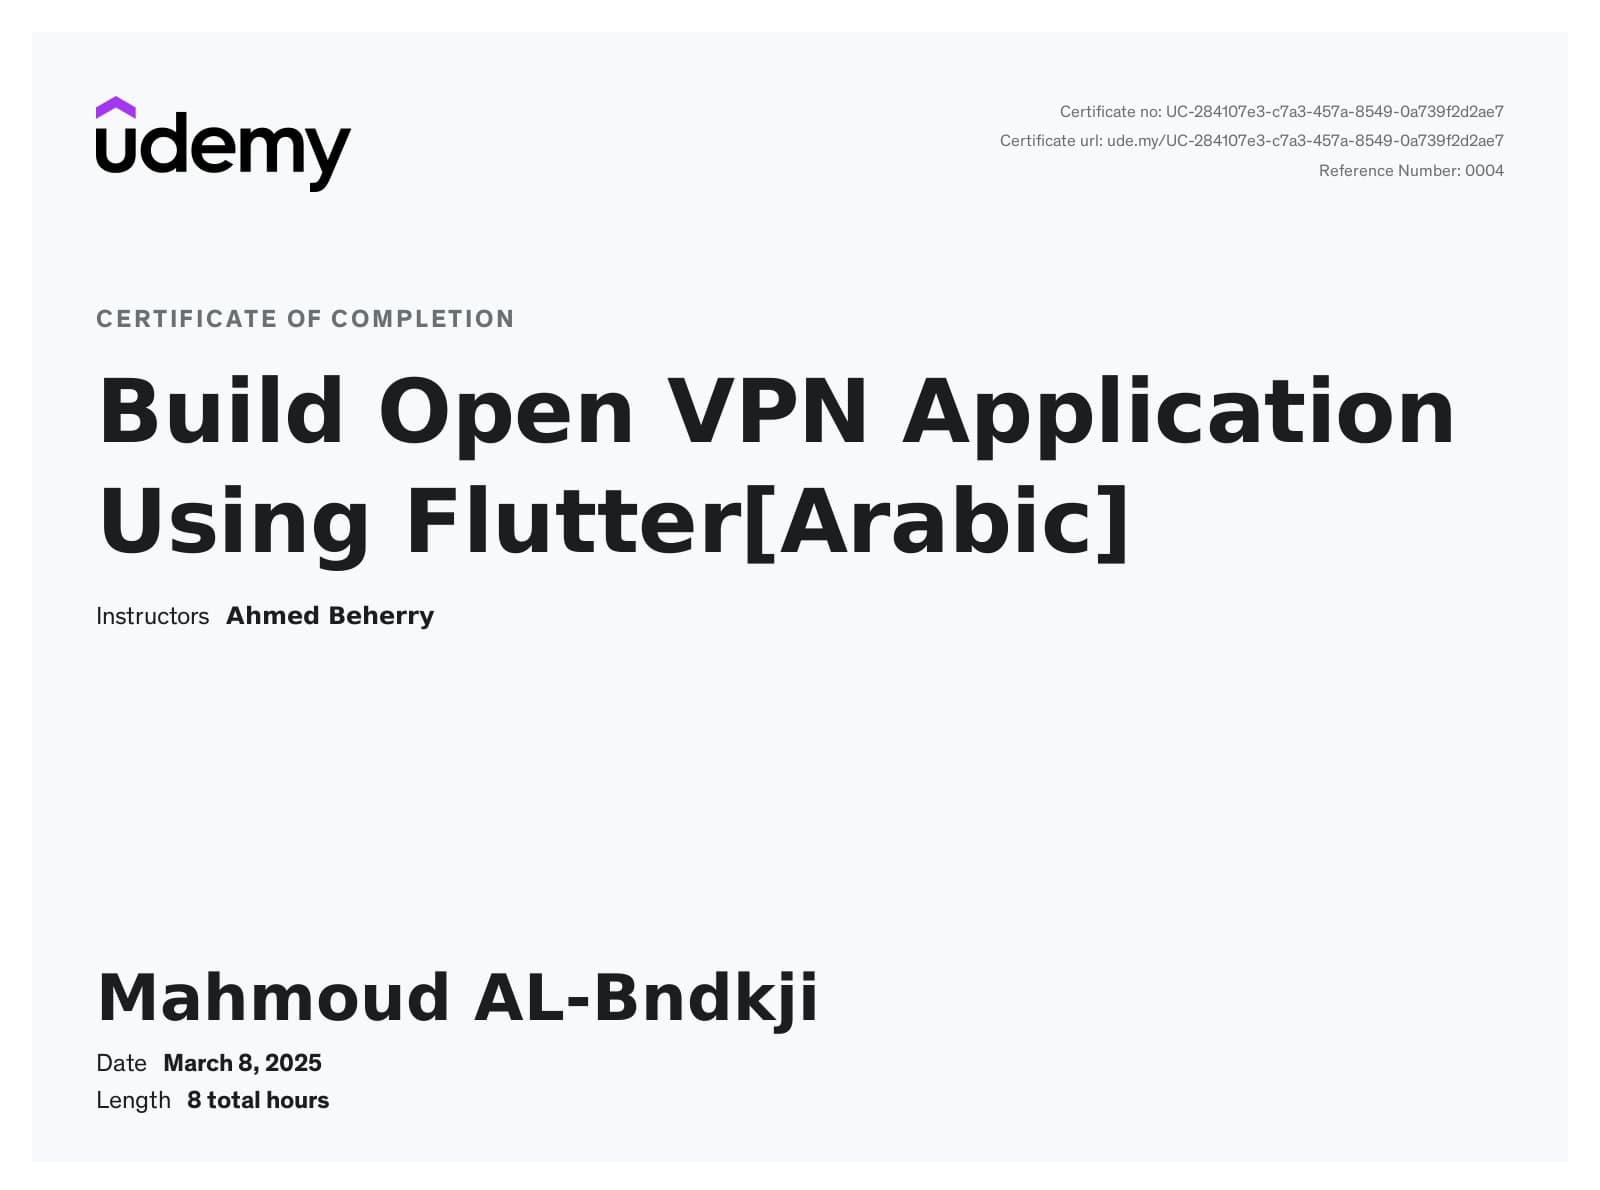 udemy
Certificate no: UC-284107e3-c7a3-457a-8549-0a739f2d2ae7
Certificate url: ude.my/UC-284107e3-c7a3-457a-8549-0a739f2d2ae7
Reference Number: 0004
CERTIFICATE OF COMPLETION
Build Open VPN Application
Using Flutter[Arabic]
Instructors Ahmed Beherry
Mahmoud AL-Bndkji
Date March 8, 2025
Length 8 total hours